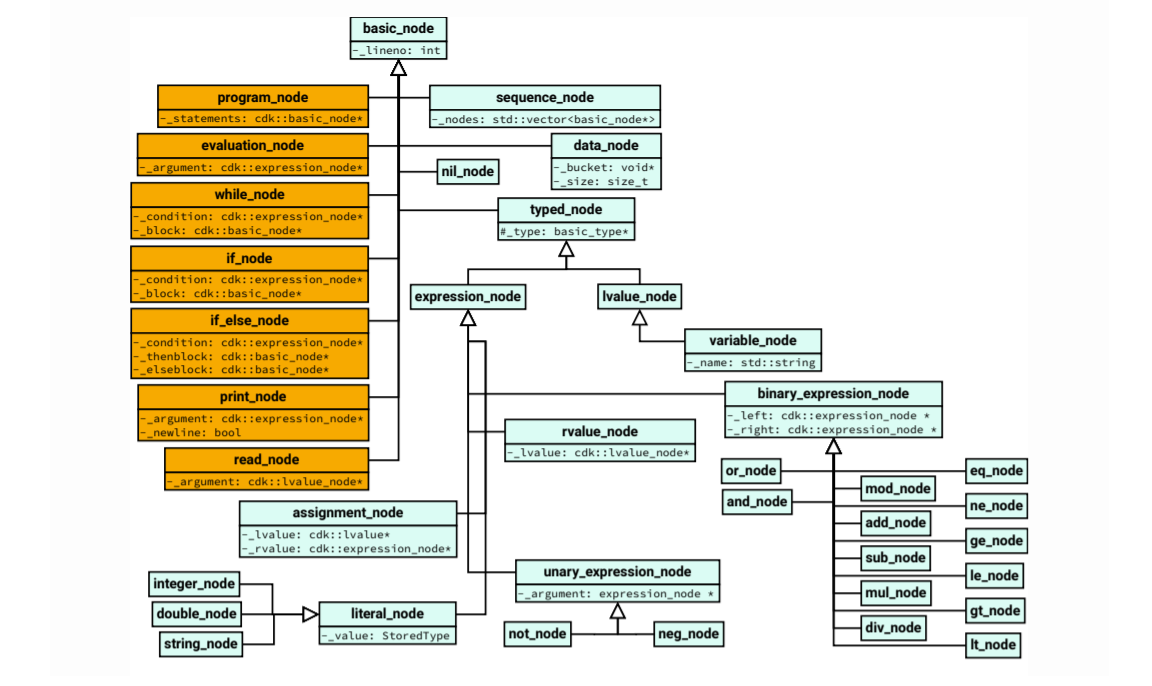 basic_node
-_lineno: int
program_node
-_statements: cdk::basic_node*
sequence_node
-_nodes: std::vector<basic_node*>
evaluation_node
-_argument: cdk::expression_node*
data_node
-_bucket: void*
-_size: size_t
nil_node
while_node
-_condition: cdk::expression_node*
-_block: cdk::basic_node*
typed_node
#_type: basic_type*
if_node
-_condition: cdk::expression_node*
-_block: cdk::basic_node*
expression_node
lvalue_node
if_else_node
-_condition: cdk::expression_node*
-_thenblock: cdk::basic_node*
-_elseblock: cdk::basic_node*
variable_node
-_name: std::string
print_node
-_argument: cdk::expression_node*
-_newline: bool
binary_expression_node
-_left: cdk::expression_node *
-_right: cdk::expression_node *
rvalue_node
-_lvalue: cdk::lvalue_node*
read_node
-_argument: cdk::lvalue_node*
or_node
eq_node
mod_node
and_node
ne_node
assignment_node
-_lvalue: cdk::lvalue*
-_rvalue: cdk::expression_node*
add_node
ge_node
sub_node
le_node
unary_expression_node
-_argument: expression_node *
integer_node
mul_node
gt_node
double_node
literal_node
-_value: StoredType
string_node
not_node
neg_node
div_node
lt_node